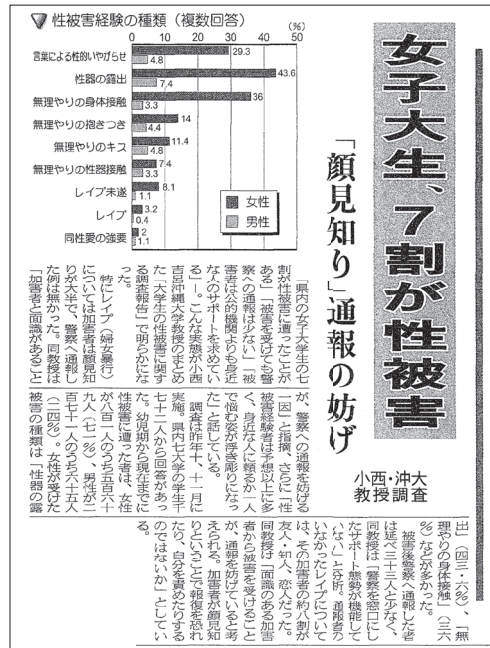 ▽性被害経験の種類（複数回答）
(%)
0 10 20 30 40 50
言葉による性的いやがらせ 29.3 4.8
性器の露出 43.6 7.4
無理やりの身体接触 36 3.3
無理やりの抱きつき 14 4.4
無理やりのキス 11.4 4.8
無理やりの性器接触 7.4 3.3
レイプ未遂 8.1 1.1
レイプ 3.2 0.4
同性愛の強要 2 1.1
女性
男性
女子大生、7割が性被害
「顔見知り」通報の妨げ
小西・沖大
教授調査
「県内の女子大学生の七
割が性被害に遭ったことが
ある」「被害を受けても警
察への通報は少ない」「被
害者は公的機関よりも身近
な人のサポートを求めてい
る」―。こんな実態が小西
吉呂沖縄大学教授のまとめ
た「大学生の性被害に関す
る調査報告」で明らかにな
った。
特にレイプ（婦女暴行）
については加害者は顔見知
りが大半で、警察へ通報し
た例は無かった。同教授は
「加害者と面識があること
が、警察への通報を妨げる
一因」と指摘、さらに「性
被害経験者は予想以上に多
く、身近な人に頼るか一人
で悩む姿が浮き彫りになっ
た」と話している。
調査は昨年十、十一月に
実施。県内七大学の学生千
七十二人から回答があっ
た。幼児期から現在までに
性被害に遭った者は、女性
が八百一人のうち五百六十
九人（七一％）、男性が二
百七十一人のうち六十五人
（二四％）。女性が受けた
被害の種類は「性器の露
出」（四三・六％）、「無
理やりの身体接触」（三六
％）などが多かった。
被害後警察へ通報した者
は延べ三十三人と少なく、
同教授は「警察を窓口にし
たサポート態勢が機能して
いない」と分析。通報者の
いなかったレイプについて
は、その加害者の約八割が
友人・知人、恋人だった。
同教授は「面識のある加害
者から被害を受けること
が、通報を妨げていると考
えられる。加害者が顔見知
りということで報復を恐れ
たり、自分を責めたりする
のではないか」としてい
る。